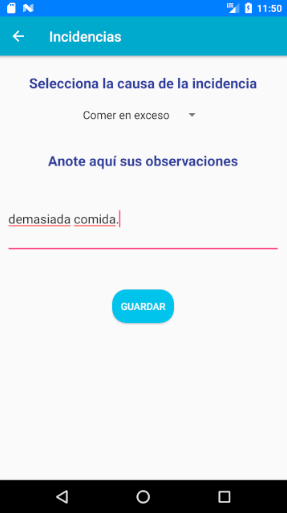 11:50
Incidencias
Selecciona la causa de la incidencia
Comer en exceso
Anote aquí sus observaciones
demasiada comida.
GUARDAR